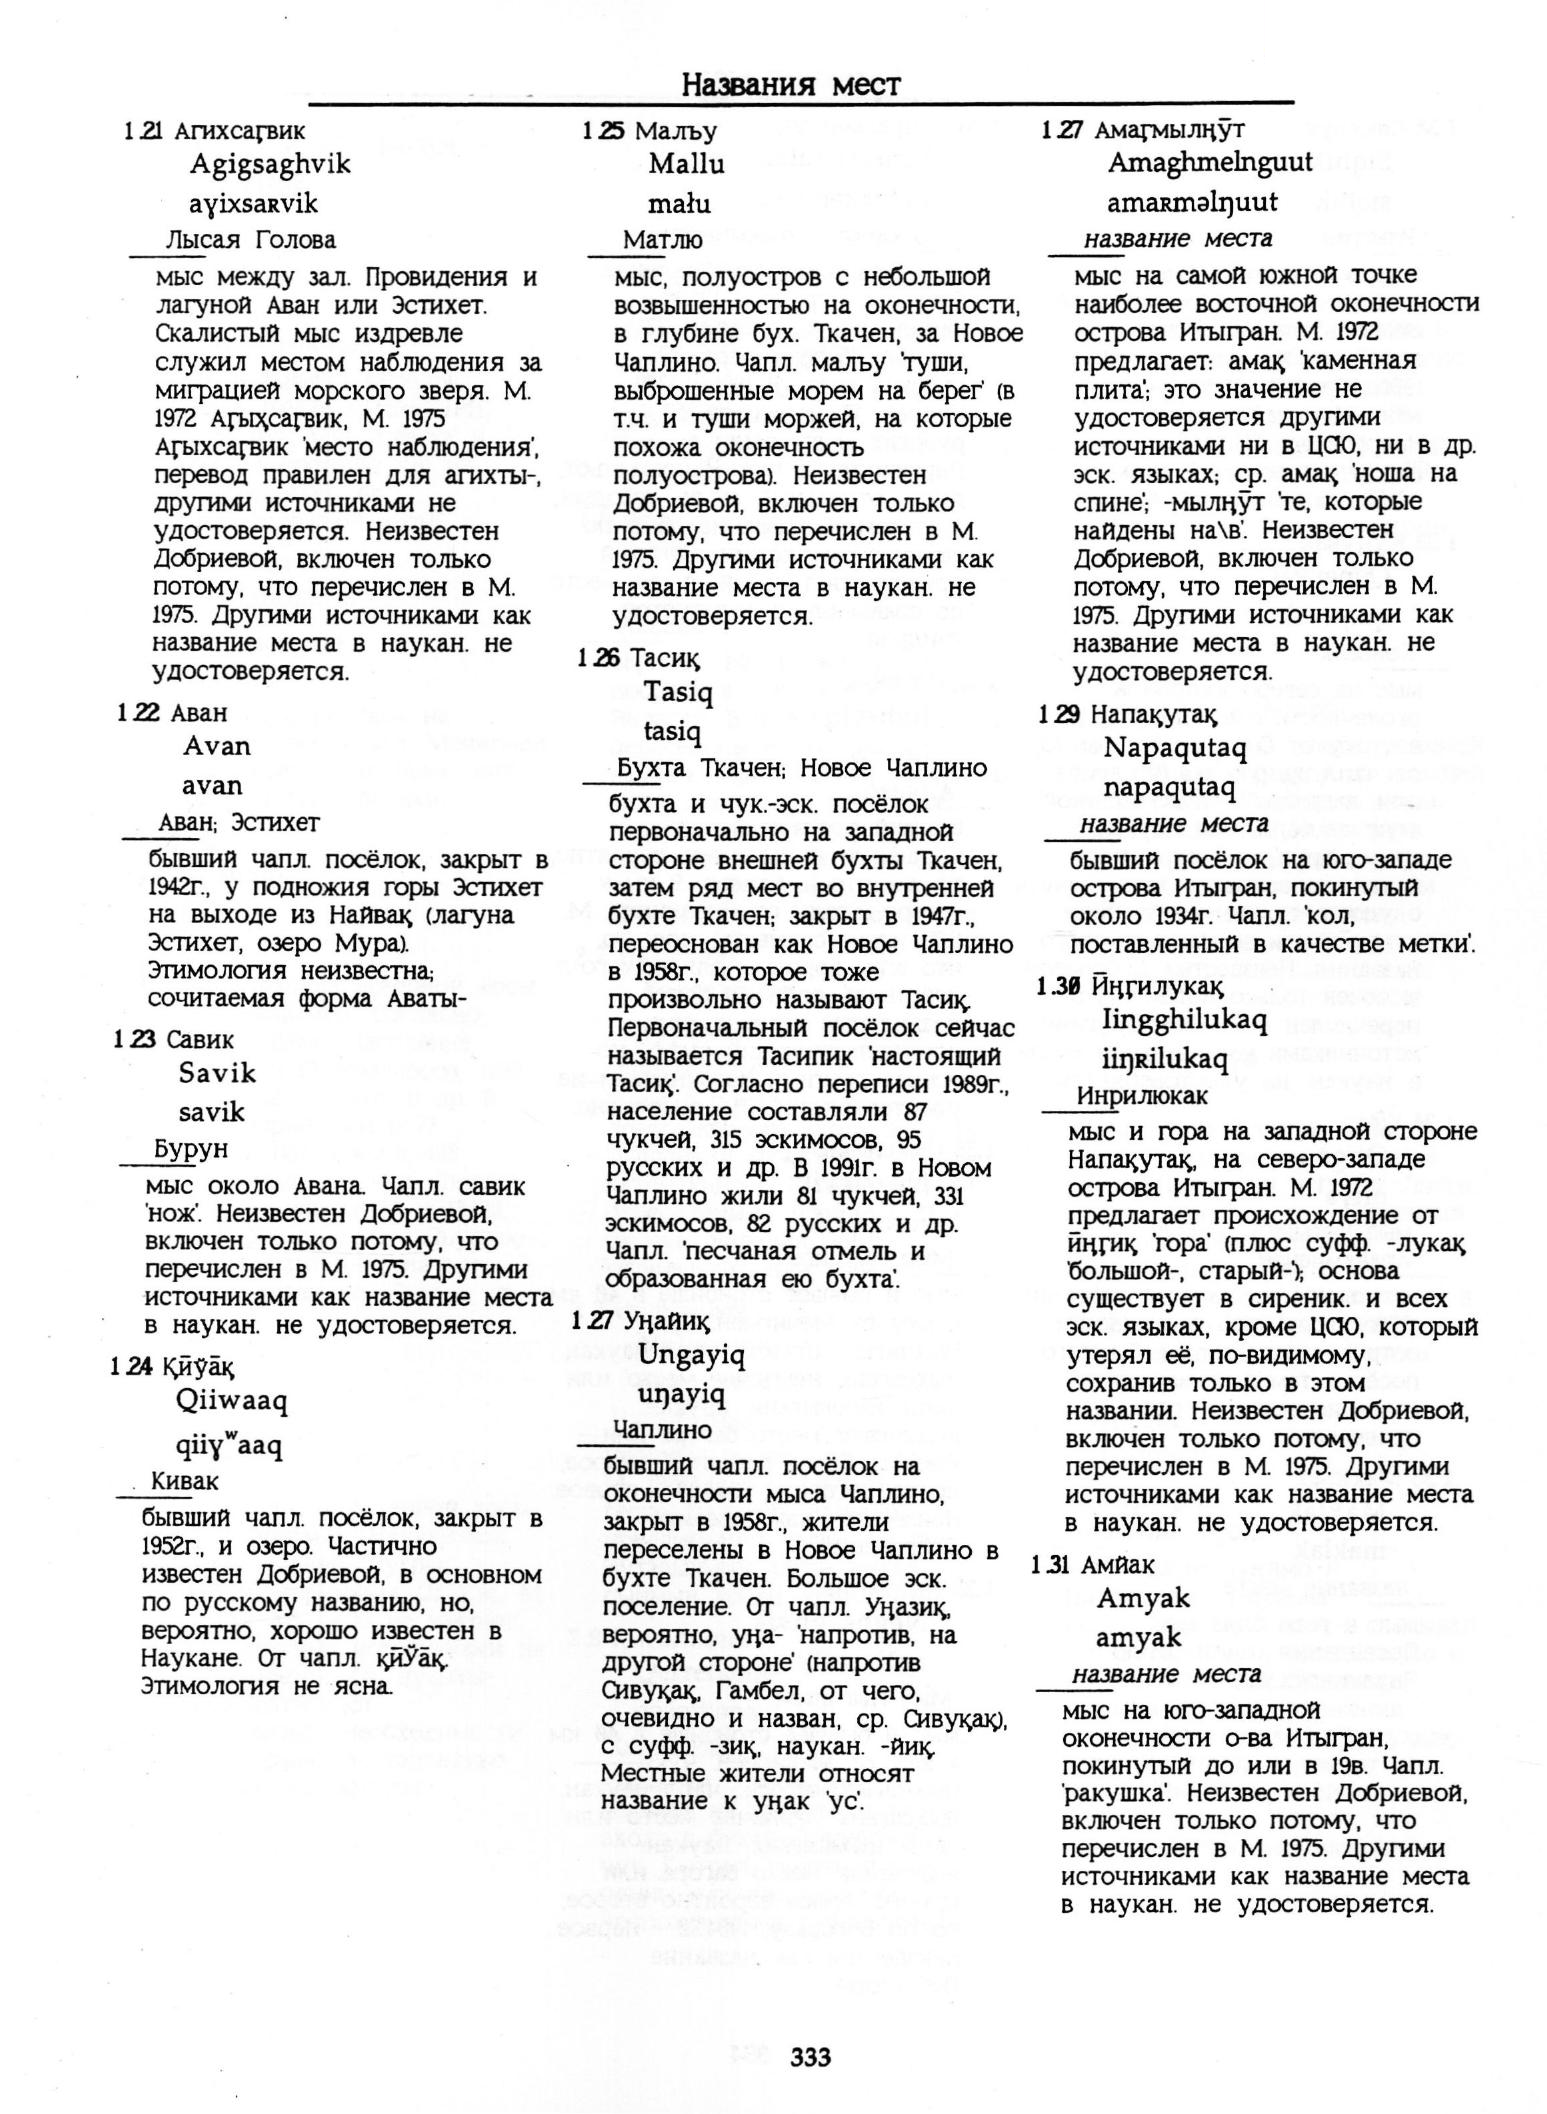 Названия мест
1.21 Агихсаӷвик
Agigsaghvik
aɣixsaʀvik
Лысая Голова
мыс между зал. Провидения и
лагуной Аван или Эстихет.
Скалистый мыс издревле
служил местом наблюдения за
миграцией морского зверя. М.
1972 Аӷыӽсаӷвик, М. 1975
Аӷыхсаӷвик 'место наблюдения',
перевод правилен для агихты-,
другими источниками не
удостоверяется. Неизвестен
Добриевой, включен только
потому, что перечислен в М.
1975. Другими источниками как
название места в наукан. не
удостоверяется.
1.22 Аван
Avan
avan
Аван; Эстихет
бывший чапл. посёлок, закрыт в
1942г., у подножия горы Эстихет
на выходе из Найвақ (лагуна
Эстихет, озеро Мура).
Этимология неизвестна;
сочитаемая форма Аваты-
1.23 Савик
Savik
savik
Бурун
мыс около Авана. Чапл. савик
'нож'. Неизвестен Добриевой,
включен только потому, что
перечислен в М. 1975. Другими
источниками как название места
в наукан. не удостоверяется.
1.24 Қӣўа̄қ
Qiiwaaq
qiiɣʷaaq
Кивак
бывший чапл. посёлок, закрыт в
1952г., и озеро. Частично
известен Добриевой, в основном
по русскому названию, но,
вероятно, хорошо известен в
Наукане. От чапл. қӣўа̄қ.
Этимология не ясна.
1.25 Малъу
Mallu
mału
Матлю
мыс, полуостров с небольшой
возвышенностью на оконечности,
в глубине бух. Ткачен, за Новое
Чаплино. Чапл. малъу 'туши,
выброшенные морем на берег' (в
т.ч. и туши моржей, на которые
похожа оконечность
полуострова). Неизвестен
Добриевой, включен только
потому, что перечислен в М.
1975. Другими источниками как
название места в наукан. не
удостоверяется.
1.26 Тасиқ
Tasiq
tasiq
Бухта Ткачен; Новое Чаплино
бухта и чук.-эск. посёлок
первоначально на западной
стороне внешней бухты Ткачен,
затем ряд мест во внутренней
бухте Ткачен; закрыт в 1947г.,
переоснован как Новое Чаплино
в 1958г., которое тоже
произвольно называют Тасиқ.
Первоначальный посёлок сейчас
называется Тасипик 'настоящий
Тасиқ'. Согласно переписи 1989г.,
население составляли 87
чукчей, 315 эскимосов, 95
русских и др. В 1991г. в Новом
Чаплино жили 81 чукчей, 331
эскимосов, 82 русских и др.
Чапл. 'песчаная отмель и
образованная ею бухта'.
1.27 Уӈайиқ
Ungayiq
uŋayiq
Чаплино
бывший чапл. посёлок на
оконечности мыса Чаплино,
закрыт в 1958г., жители
переселены в Новое Чаплино в
бухте Ткачен. Большое эск.
поселение. От чапл. Уӈазиқ,
вероятно, уӈа- 'напротив, на
другой стороне' (напротив
Сивуқақ, Гамбел, от чего,
очевидно и назван, ср. Сивуқақ),
с суфф. -зиқ, наукан. -йиқ.
Местные жители относят
название к уӈак 'ус'.
1.27 Амаӷмылӈӯт
Amaghmelnguut
amaʀməlŋuut
название места
мыс на самой южной точке
наиболее восточной оконечности
острова Итыгран. М. 1972
предлагает: амақ 'каменная
плита'; это значение не
удостоверяется другими
источниками ни в ЦСЮ, ни в др.
эск. языках; ср. амақ 'ноша на
спине'; -мылӈӯт 'те, которые
найдены на\в'. Неизвестен
Добриевой, включен только
потому, что перечислен в М.
1975. Другими источниками как
название места в наукан. не
удостоверяется.
1.29 Напақутақ
Napaqutaq
napaqutaq
название места
бывший посёлок на юго-западе
острова Итыгран, покинутый
около 1934г. Чапл. 'кол,
поставленный в качестве метки'.
1.30 Ӣӈӷилукақ
Iingghilukaq
iiŋʀilukaq
Инрилюкак
мыс и гора на западной стороне
Напақутақ, на северо-западе
острова Итыгран. М. 1972
предлагает происхождение от
ӣӈӷиқ 'гора' (плюс суфф. -лукақ
'большой-, старый-'); основа
существует в сиреник. и всех
эск. языках, кроме ЦСЮ, который
утерял её, по-видимому,
сохранив только в этом
названии. Неизвестен Добриевой,
включен только потому, что
перечислен в М. 1975. Другими
источниками как название места
в наукан. не удостоверяется.
1.31 Амйак
Amyak
amyak
название места
мыс на юго-западной
оконечности о-ва Итыгран,
покинутый до или в 19в. Чапл.
'ракушка'. Неизвестен Добриевой,
включен только потому, что
перечислен в М. 1975. Другими
источниками как название места
в наукан. не удостоверяется.
333